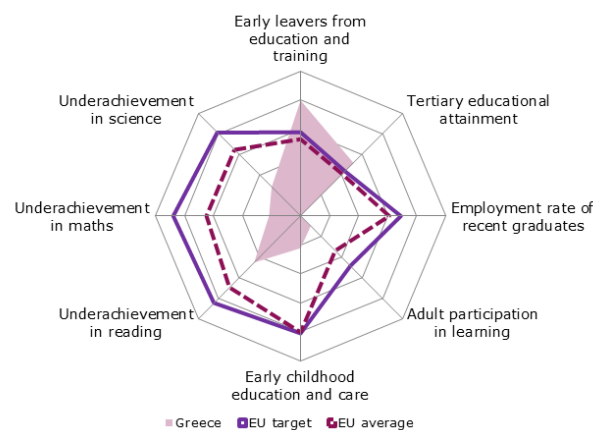 Early leavers from
education and
training
Underachievement
in science
Tertiary educational
attainment
Underachievement
in maths
Employment rate of
recent graduates
Underachievement
in reading
Adult participation
in learning
Early childhood
education and care
Greece EU target EU average